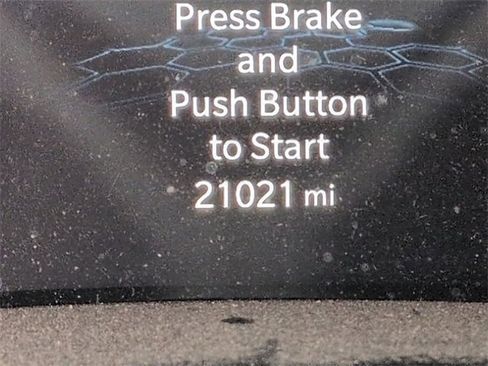 Press Brake
and
Push Button
to Start
21021 mi